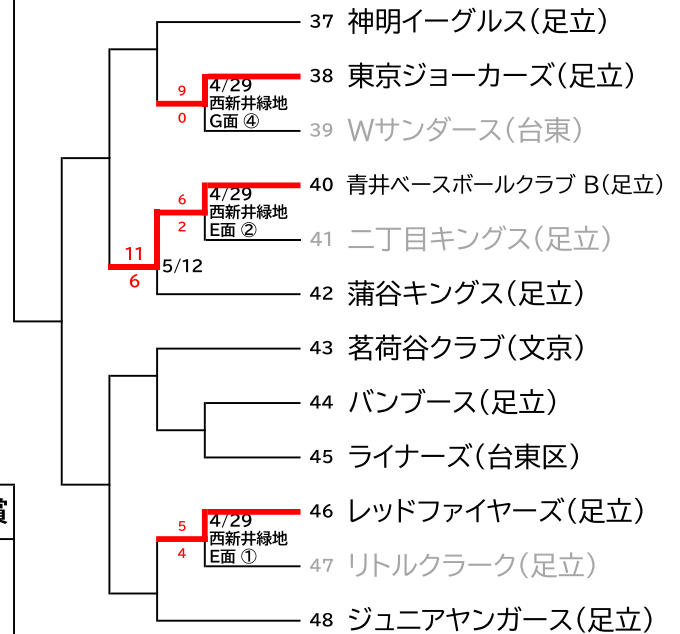 37 神明イーグルス(足立)
38 東京ジョーカーズ(足立)
9
4/29
西新井緑地
0
G面 ④
39 Wサンダース(台東)
40 青井ベースボールクラブ B(足立)
6
4/29
西新井緑地
2
E面 ②
41 二丁目キングス(足立)
11
5/12
6
42 蒲谷キングス(足立)
43 茗荷谷クラブ(文京)
44 バンブース(足立)
45 ライナーズ(台東区)
46 レッドファイヤーズ(足立)
5
4/29
西新井緑地
4
E面 ①
47 リトルクラーク(足立)
48 ジュニアヤンガース(足立)